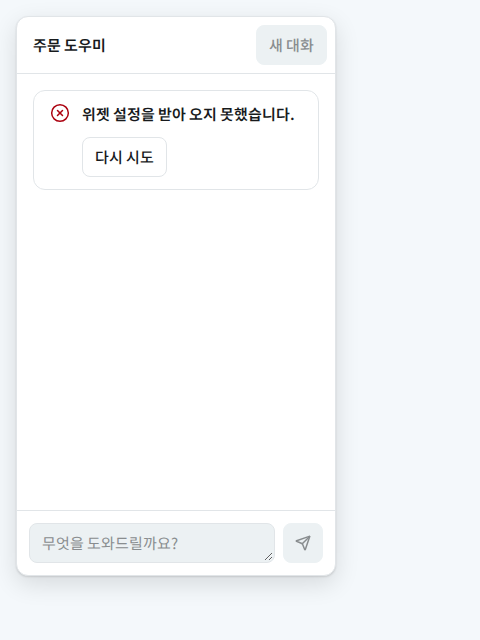 주문 도우미
새 대화
위젯 설정을 받아 오지 못했습니다.
다시 시도
무엇을 도와드릴까요?